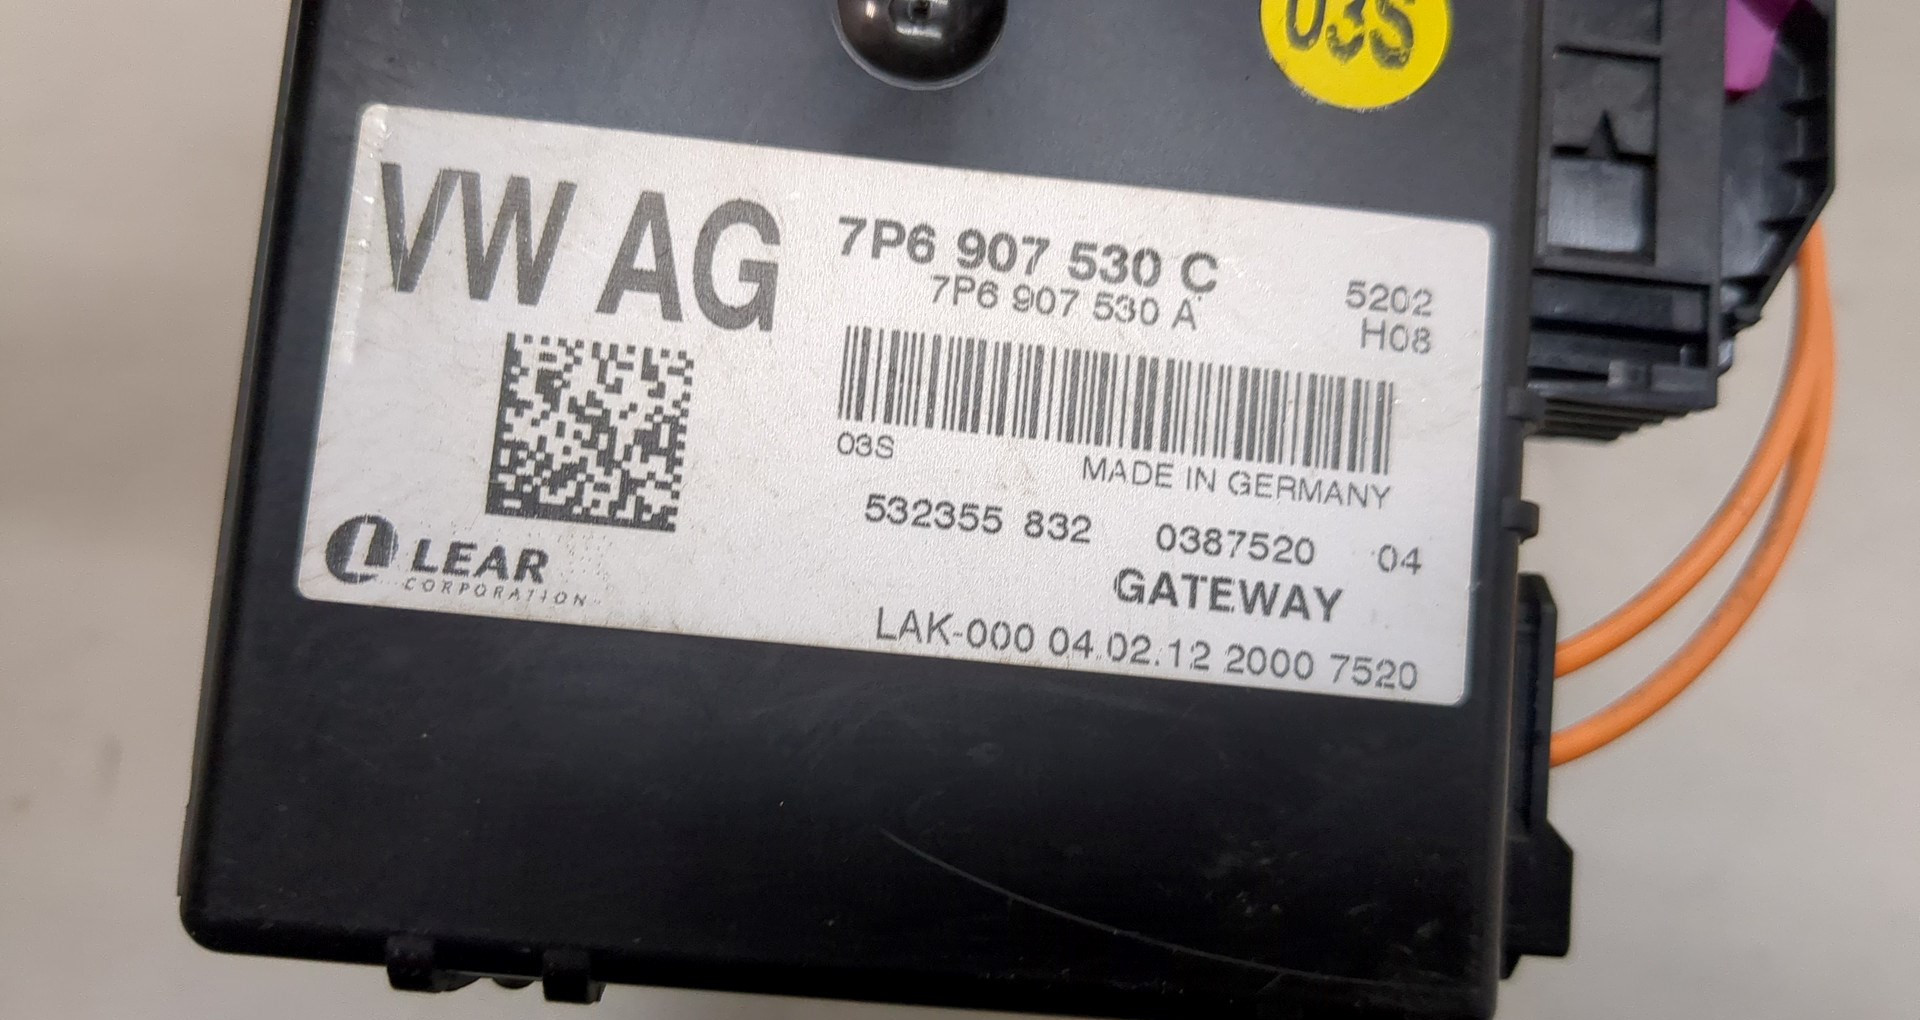 03S
VW AG
7P6 907 530 C
7P6 907 530 A
5202
H08
03S
MADE IN GERMANY
532355 832 0387520 04
GATEWAY
LEAR
CORPORATION
LAK-000 04.02.12 2000 7520